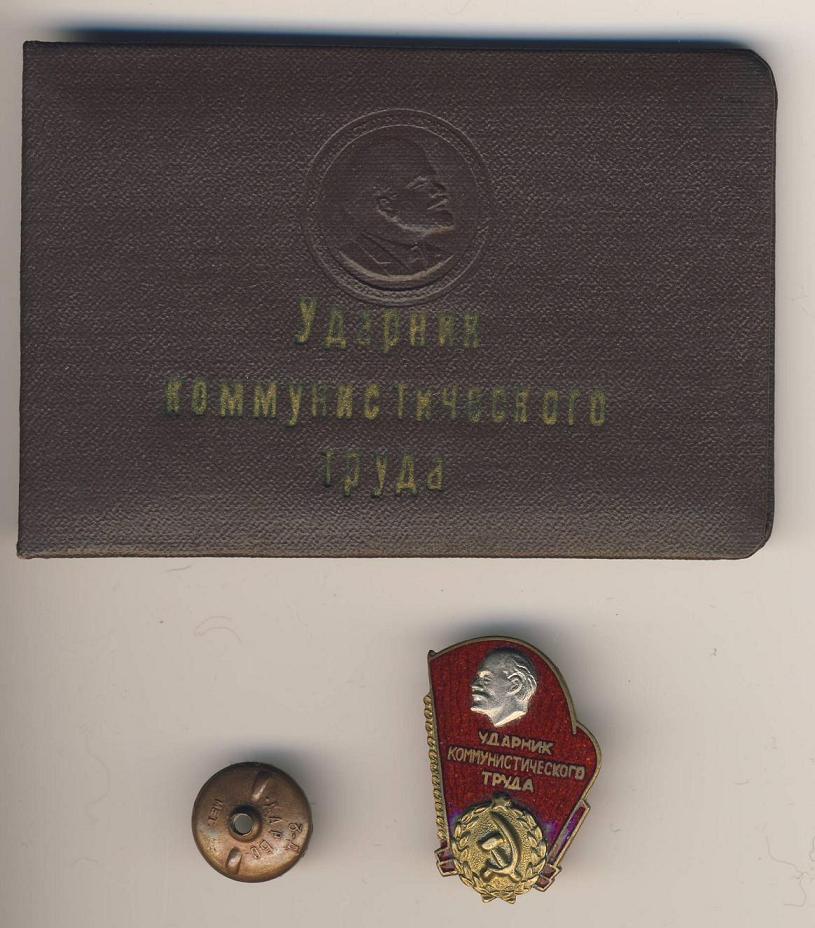 Ударник
коммунистического
труда
УДАРНИК
КОММУНИСТИЧЕСКОГО
ТРУДА